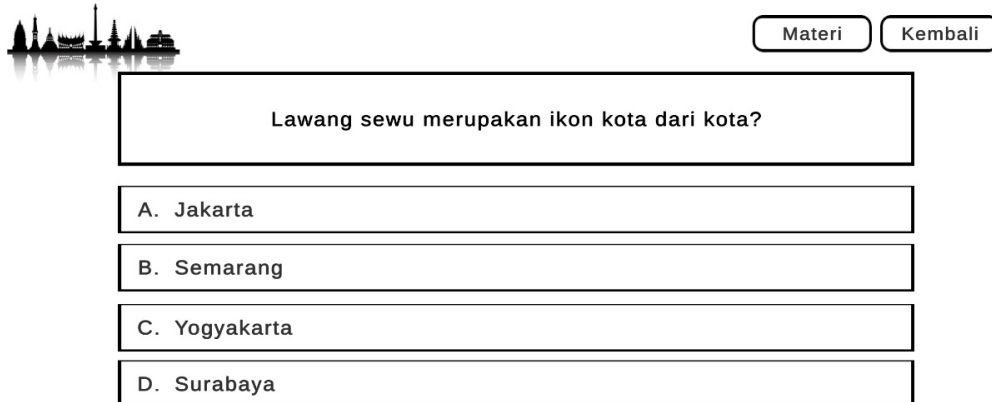 Materi
Kembali
Lawang sewu merupakan ikon kota dari kota?
A. Jakarta
B. Semarang
C. Yogyakarta
D. Surabaya